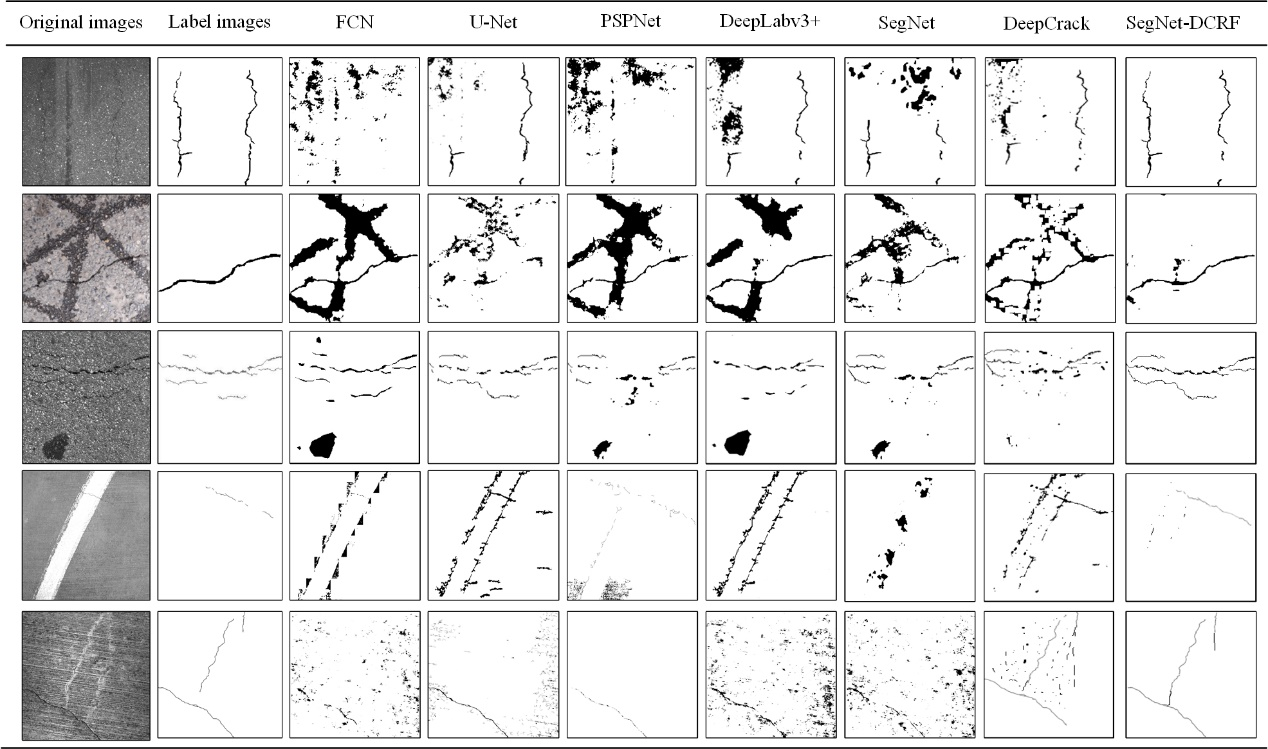 Original images Label images FCN U-Net PSPNet DeepLabv3+ SegNet DeepCrack SegNet-DCRF